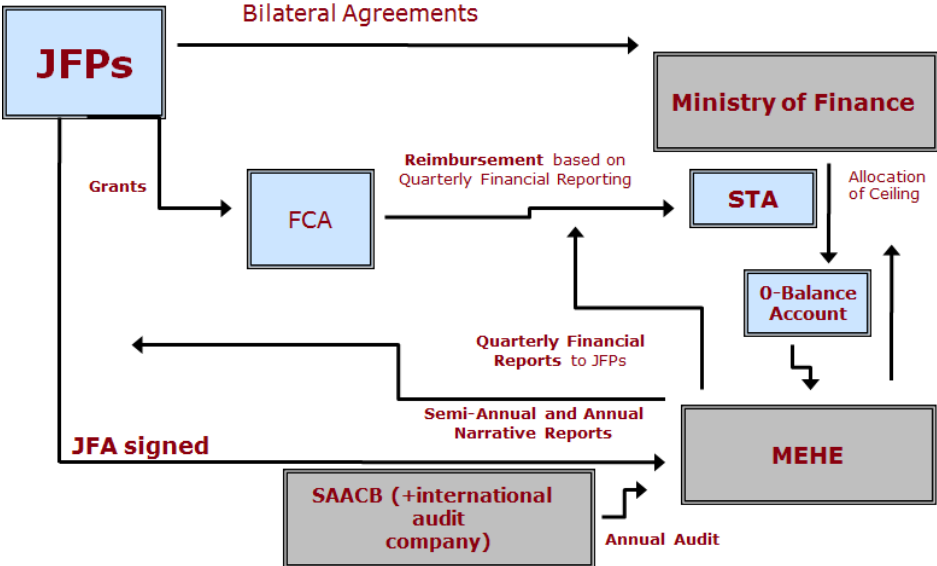 Bilateral Agreements
JFPs
Ministry of Finance
Reimbursement based on
Quarterly Financial Reporting
Grants
FCA
STA
Allocation
of Ceiling
0-Balance
Account
Quarterly Financial
Reports to JFPs
Semi-Annual and Annual
Narrative Reports
JFA signed
MEHE
SAACB (+international
audit
company)
Annual Audit